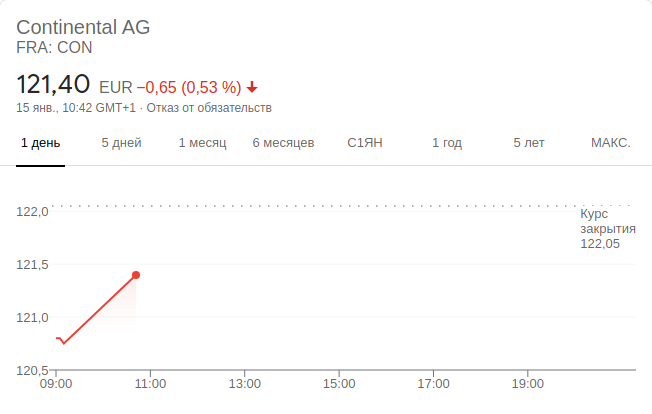 Continental AG
FRA: CON
121,40 EUR −0,65 (0,53 %)
15 янв., 10:42 GMT+1 · Отказ от обязательств
1 день 5 дней 1 месяц 6 месяцев С1ЯН 1 год 5 лет МАКС.
122,0
Курс
закрытия
122,05
121,5
121,0
120,5
09:00 11:00 13:00 15:00 17:00 19:00